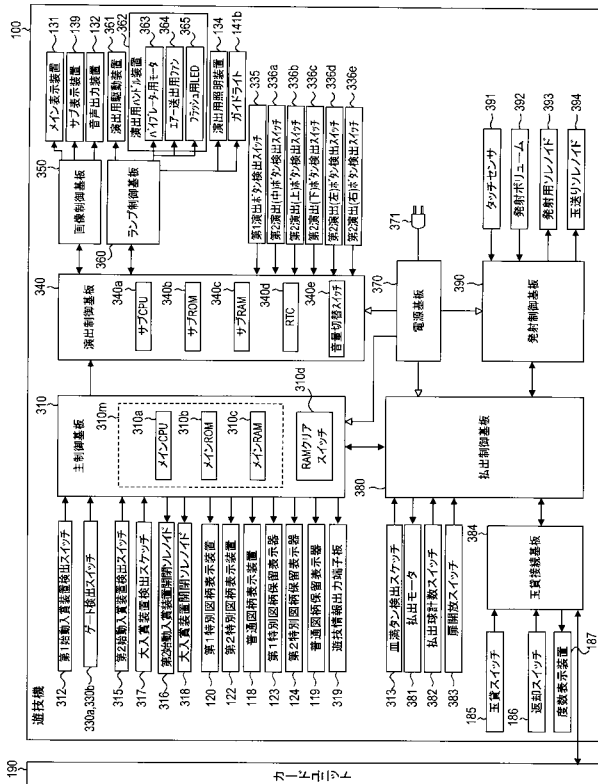 100
遊技機
190
カードユニット
312
第1始動入賞装置検出スイッチ
330a,330b
ゲート検出スイッチ
315
第2始動入賞装置検出スイッチ
317
大入賞装置検出スケッチ
316
第2始動入賞装置開閉ソレノイド
318
大入賞装置開閉ソレノイド
120
第1特別図柄表示装置
122
第2特別図柄表示装置
118
普通図柄表示装置
123
第1特別図柄保留表示器
124
第2特別図柄保留表示器
119
普通図柄保留表示器
319
遊技情報出力端子板
310
主制御基板
310m
310a
メインCPU
310b
メインROM
310c
メインRAM
310d
RAMクリアスイッチ
340
演出制御基板
340a
サブCPU
340b
サブROM
340c
サブRAM
340d
RTC
340e
音量切替スイッチ
350
画像制御基板
360
ランプ制御基板
メイン表示装置
131
サブ表示装置
139
音声出力装置
132
演出用駆動装置
361
演出用ハンドル装置
362
バイブレータ用モータ
363
エアー送出用ファン
364
フラッシュ用LED
365
演出用照明装置
134
ガイドライト
141b
第1演出ボタン検出スイッチ
335
第2演出(中)ボタン検出スイッチ
336a
第2演出(上)ボタン検出スイッチ
336b
第2演出(下)ボタン検出スイッチ
336c
第2演出(左)ボタン検出スイッチ
336d
第2演出(右)ボタン検出スイッチ
336e
371
370
電源基板
380
払出制御基板
313
皿満タン検出スケッチ
381
払出モータ
382
払出球計数スイッチ
383
扉開放スイッチ
384
玉貸接続基板
185
玉貸スイッチ
186
返却スイッチ
187
度数表示装置
390
発射制御基板
タッチセンサ
391
発射ボリューム
392
発射用ソレノイド
393
玉送りソレノイド
394